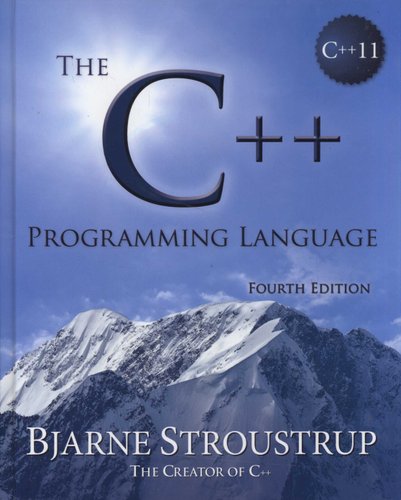 C++11
THE
C++
PROGRAMMING LANGUAGE
FOURTH EDITION
BJARNE STROUSTRUP
THE CREATOR OF C++